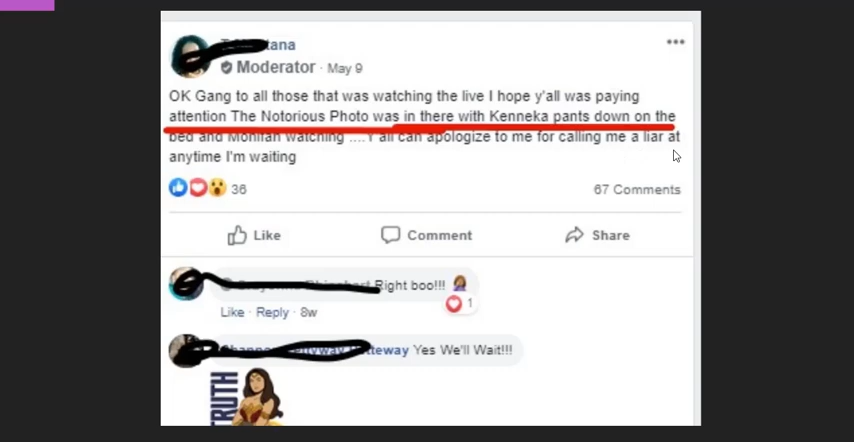 Moderator · May 9
OK Gang to all those that was watching the live I hope y'all was paying
attention The Notorious Photo was in there with Kenneka pants down on the
bed and Monifah watching ....Y'all can apologize to me for calling me a liar at
anytime I'm waiting
36
67 Comments
Like Comment Share
Right boo!!!
1
Like · Reply · 8w
Yes We'll Wait!!!
TRUTH